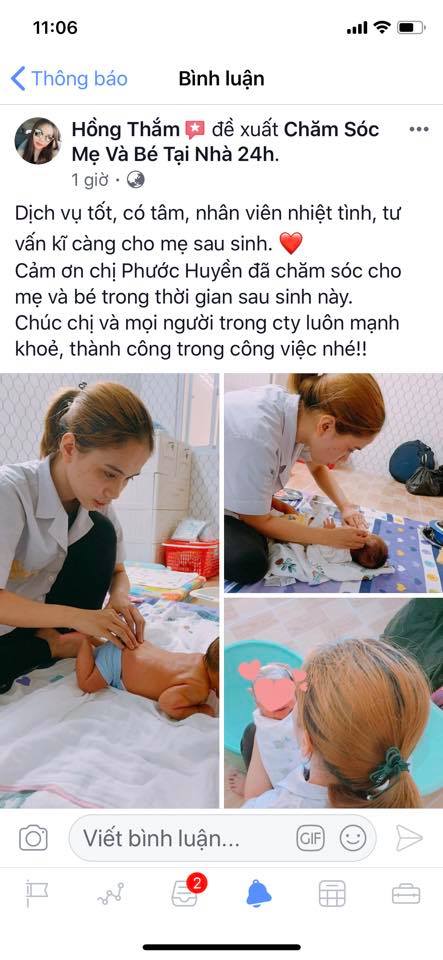 11:06
Thông báo
Bình luận
Hồng Thắm đề xuất Chăm Sóc
Mẹ Và Bé Tại Nhà 24h.
1 giờ ·
Dịch vụ tốt, có tâm, nhân viên nhiệt tình, tư
vấn kĩ càng cho mẹ sau sinh. ❤️
Cảm ơn chị Phước Huyền đã chăm sóc cho
mẹ và bé trong thời gian sau sinh này.
Chúc chị và mọi người trong cty luôn mạnh
khoẻ, thành công trong công việc nhé!!
Viết bình luận...
GIF
2